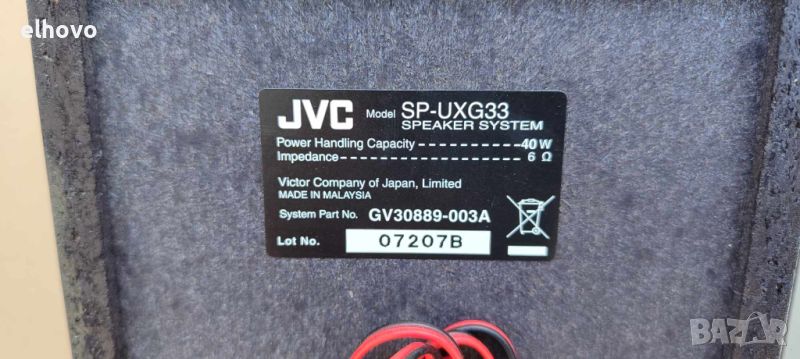 elhovo
JVC Model SP-UXG33
SPEAKER SYSTEM
Power Handling Capacity -----40 W
Impedance------------------ 6 Ω
Victor Company of Japan, Limited
MADE IN MALAYSIA
System Part No. GV30889-003A
Lot No. 07207B
BAZAR